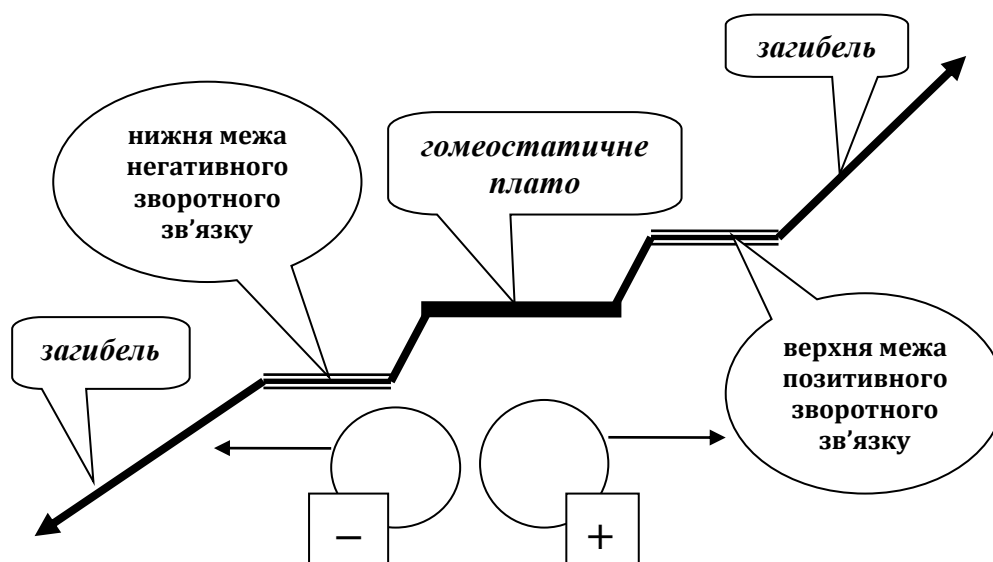 загибель
нижня межа
негативного
зворотного
зв'язку
гомеостатичне
плато
загибель
верхня межа
позитивного
зворотного
зв'язку
−
+